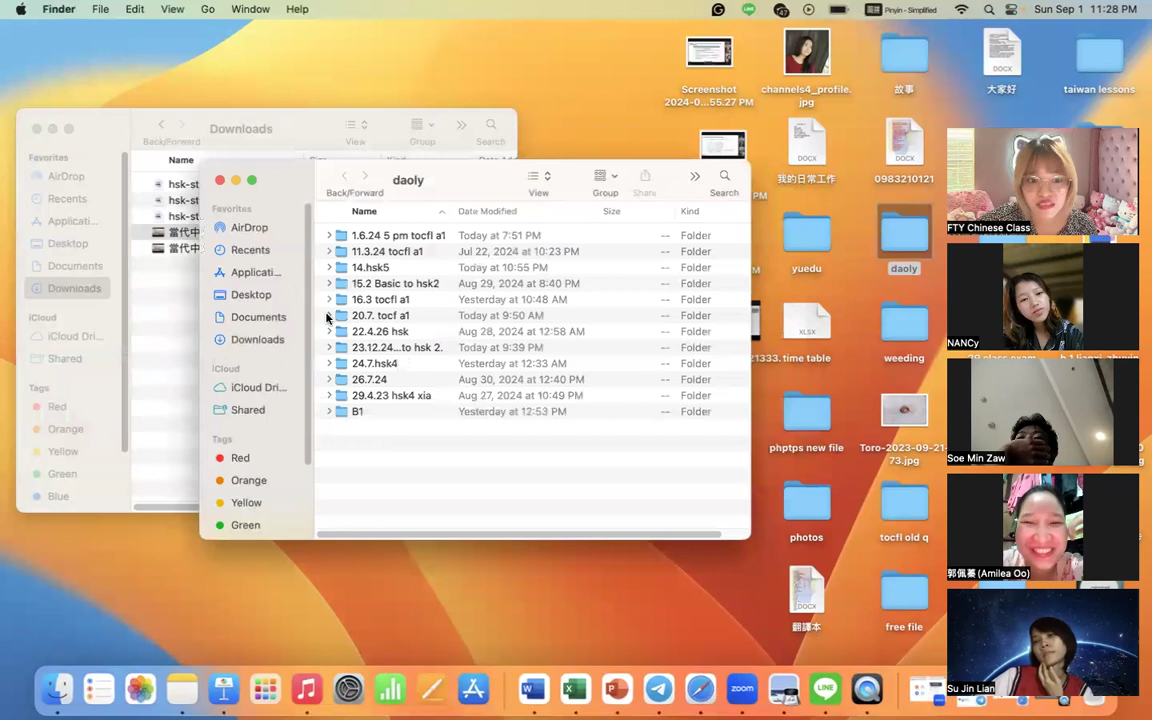 Finder File Edit View Go Window Help
Pinyin - Simplified
Sun Sep 1 11:28 PM
Screenshot
2024-0...55.27 PM
channels4_profile.
jpg
故事
DOCX
大家好
taiwan lessons
Downloads
Back/Forward View Group Search
Favorites
AirDrop
Recents
Applicati...
Desktop
Documents
Downloads
iCloud
iCloud Dri...
Shared
Tags
Red
Orange
Yellow
Green
Blue
Name
hsk-st
hsk-st
hsk-st
當代中
當代中
daoly
Back/Forward View Group Share Search
Favorites
AirDrop
Recents
Applicati...
Desktop
Documents
Downloads
iCloud
iCloud Dri...
Shared
Tags
Red
Orange
Yellow
Green
Name Date Modified Size Kind
1.6.24 5 pm tocfl a1 Today at 7:51 PM -- Folder
11.3.24 tocfl a1 Jul 22, 2024 at 10:23 PM -- Folder
14.hsk5 Today at 10:55 PM -- Folder
15.2 Basic to hsk2 Aug 29, 2024 at 8:40 PM -- Folder
16.3 tocfl a1 Yesterday at 10:48 AM -- Folder
20.7. tocf a1 Today at 9:50 AM -- Folder
22.4.26 hsk Aug 28, 2024 at 12:58 AM -- Folder
23.12.24...to hsk 2. Today at 9:39 PM -- Folder
24.7.hsk4 Yesterday at 12:33 AM -- Folder
26.7.24 Aug 30, 2024 at 12:40 PM -- Folder
29.4.23 hsk4 xia Aug 27, 2024 at 10:49 PM -- Folder
B1 Yesterday at 12:53 PM -- Folder
DOCX
我的日常工作
DOCX
0983210121
yuedu
daoly
XLSX
21333.time table
weeding
phptps new file
Toro-2023-09-21-
73.jpg
photos
tocfl old q
DOCX
翻譯本
free file
FTY Chinese Class
NANCy
Soe Min Zaw
郭佩蓁 (Amilea Oo)
Su Jin Lian
zoom
LINE